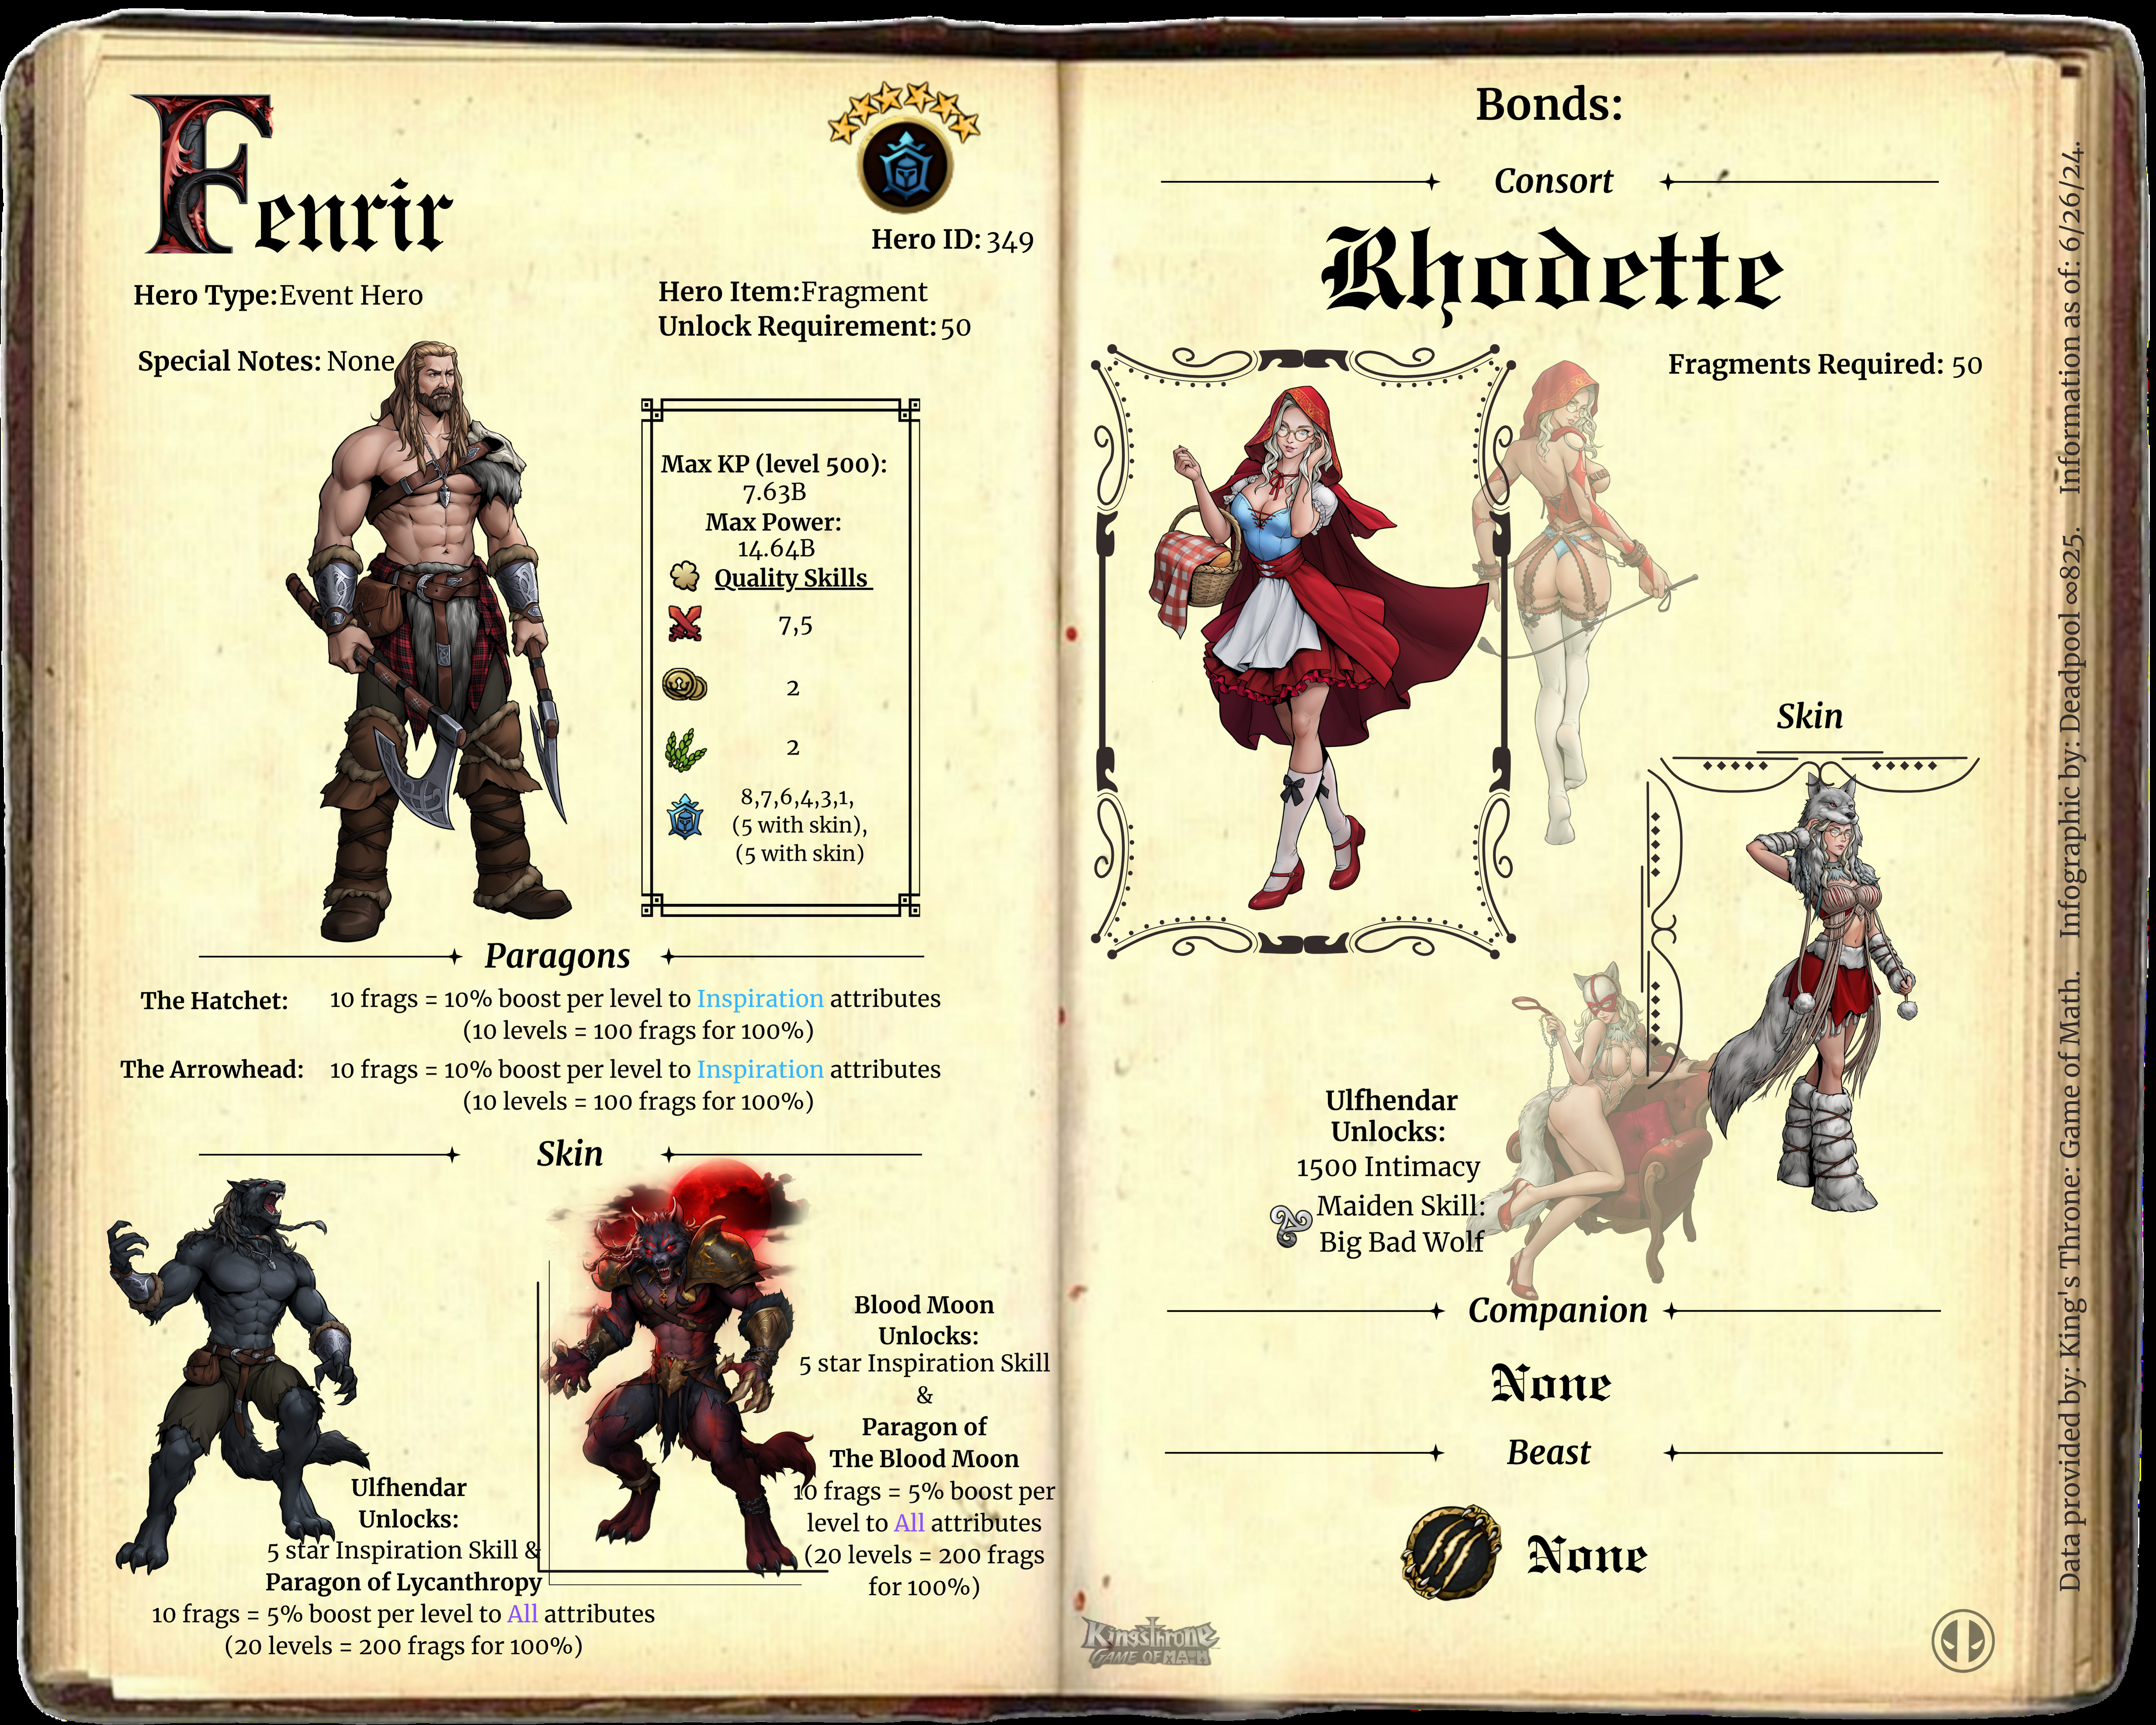 Fenrir
Hero ID: 349
Hero Type:Event Hero
Hero Item:Fragment
Unlock Requirement:50
Special Notes: None
Max KP (level 500):
7.63B
Max Power:
14.64B
Quality Skills
7,5
2
2
8,7,6,4,3,1,
(5 with skin),
(5 with skin)
Paragons
The Hatchet: 10 frags = 10% boost per level to Inspiration attributes
(10 levels = 100 frags for 100%)
The Arrowhead: 10 frags = 10% boost per level to Inspiration attributes
(10 levels = 100 frags for 100%)
Skin
Ulfhendar
Unlocks:
5 star Inspiration Skill &
Paragon of Lycanthropy
10 frags = 5% boost per level to All attributes
(20 levels = 200 frags for 100%)
Blood Moon
Unlocks:
5 star Inspiration Skill
&
Paragon of
The Blood Moon
10 frags = 5% boost per
level to All attributes
(20 levels = 200 frags
for 100%)
Bonds:
Consort
Rhodette
Fragments Required: 50
Skin
Ulfhendar
Unlocks:
1500 Intimacy
Maiden Skill:
Big Bad Wolf
Companion
None
Beast
None
King's Throne
GAME OF MATH
Data provided by: King's Throne: Game of Math. Infographic by: Deadpool ∞825. Information as of: 6/26/24.